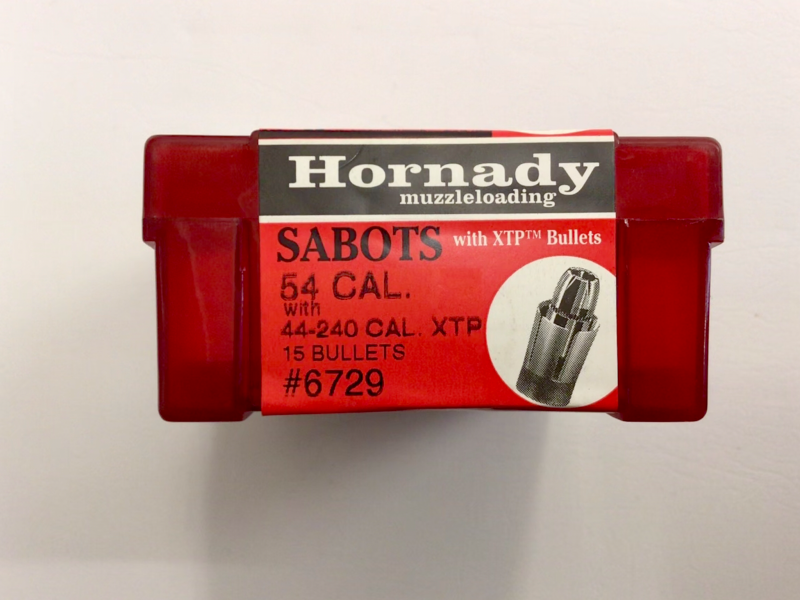 Hornady
muzzleloading
SABOTS with XTP™ Bullets
54 CAL.
with
44-240 CAL. XTP
15 BULLETS
#6729